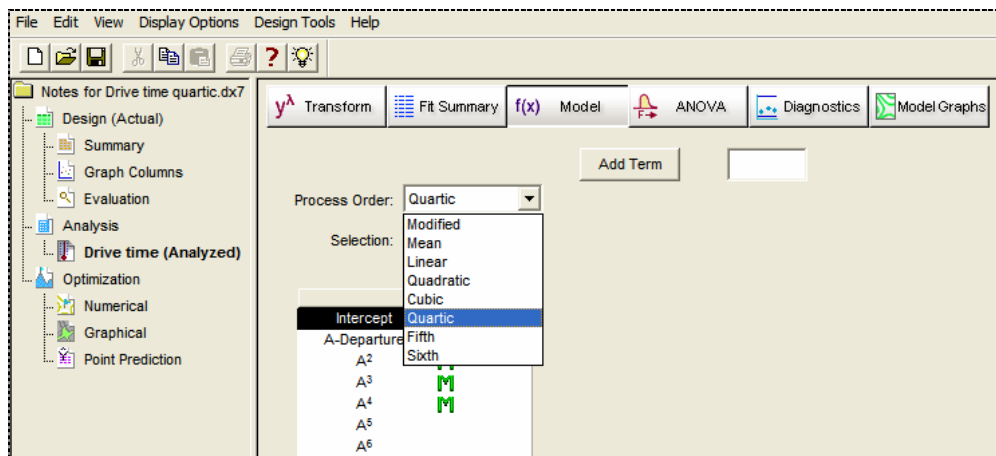 File Edit View Display Options Design Tools Help
Notes for Drive time quartic.dx7
Design (Actual)
Summary
Graph Columns
Evaluation
Analysis
Drive time (Analyzed)
Optimization
Numerical
Graphical
Point Prediction
yλ Transform Fit Summary f(x) Model F ANOVA Diagnostics Model Graphs
Add Term
Process Order: Quartic
Selection:
Modified
Mean
Linear
Quadratic
Cubic
Quartic
Fifth
Sixth
Intercept
A-Departure
A²
A³ M
A⁴ M
A⁵
A⁶